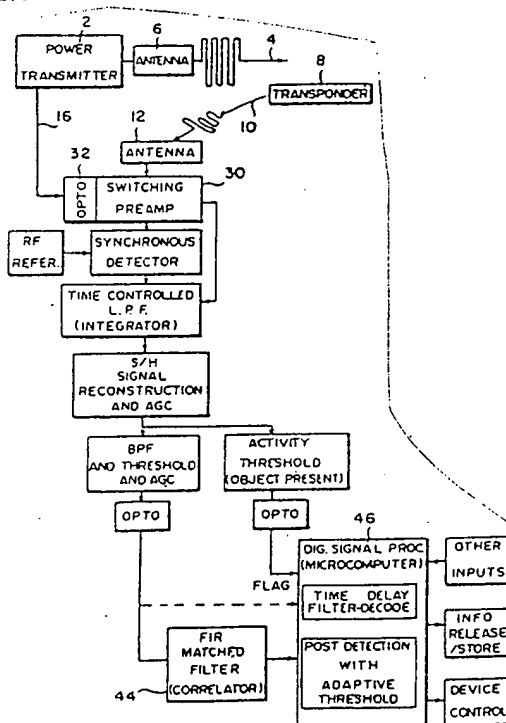 2
6
4
8
POWER
TRANSMITTER
ANTENNA
TRANSPONDER
16
12
10
32
ANTENNA
30
OPTO
SWITCHING
PREAMP
RF
REFER.
SYNCHRONOUS
DETECTOR
TIME CONTROLLED
L.P.F.
(INTEGRATOR)
S/H
SIGNAL
RECONSTRUCTION
AND AGC
BPF
AND THRESHOLD
AND AGC
ACTIVITY
THRESHOLD
(OBJECT PRESENT)
OPTO
OPTO
46
FLAG
DIG. SIGNAL PROC.
(MICROCOMPUTER)
OTHER
INPUTS
TIME DELAY
FILTER-DECODE
INFO
RELEASE
/STORE
FIR
MATCHED
FILTER
(CORRELATOR)
44
POST DETECTION
WITH
ADAPTIVE
THRESHOLD
DEVICE
CONTROL